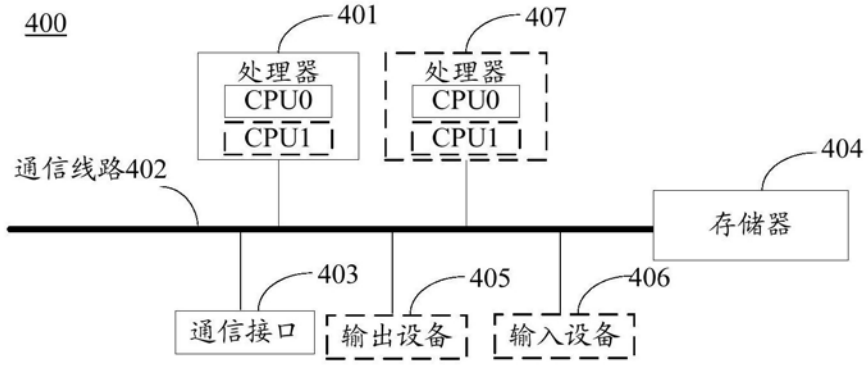 400
401
407
处理器
处理器
CPU0
CPU0
CPU1
CPU1
404
通信线路402
存储器
403
405
406
通信接口
输出设备
输入设备